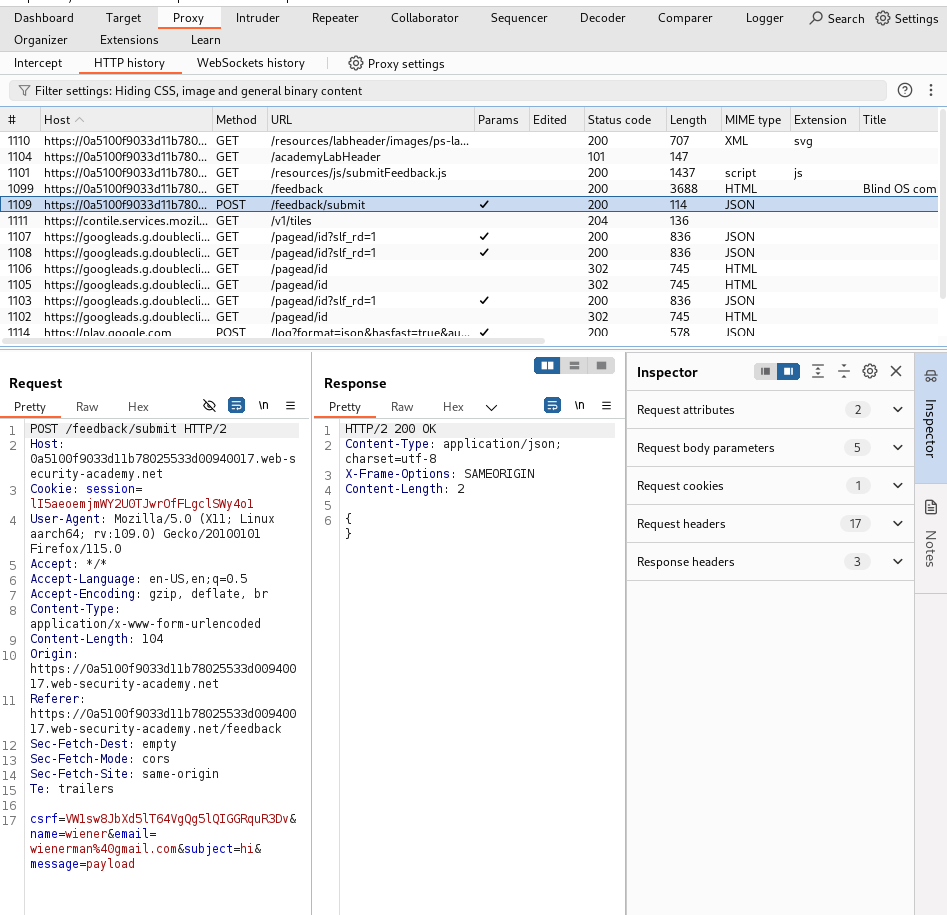 Dashboard Target Proxy Intruder Repeater Collaborator Sequencer Decoder Comparer Logger Search Settings
Organizer Extensions Learn
Intercept HTTP history WebSockets history Proxy settings
Filter settings: Hiding CSS, image and general binary content
# Host Method URL Params Edited Status code Length MIME type Extension Title
1110 https://0a5100f9033d11b780... GET /resources/labheader/images/ps-la... 200 707 XML svg
1104 https://0a5100f9033d11b780... GET /academyLabHeader 101 147
1101 https://0a5100f9033d11b780... GET /resources/js/submitFeedback.js 200 1437 script js
1099 https://0a5100f9033d11b780... GET /feedback 200 3688 HTML Blind OS com
1109 https://0a5100f9033d11b780... POST /feedback/submit ✓ 200 114 JSON
1111 https://contile.services.mozil... GET /v1/tiles 204 136
1107 https://googleads.g.doublecli... GET /pagead/id?slf_rd=1 ✓ 200 836 JSON
1108 https://googleads.g.doublecli... GET /pagead/id?slf_rd=1 ✓ 200 836 JSON
1106 https://googleads.g.doublecli... GET /pagead/id 302 745 HTML
1105 https://googleads.g.doublecli... GET /pagead/id 302 745 HTML
1103 https://googleads.g.doublecli... GET /pagead/id?slf_rd=1 ✓ 200 836 JSON
1102 https://googleads.g.doublecli... GET /pagead/id 302 745 HTML
1114 https://play.google.com POST /log?format=json&hasfast=true&au... ✓ 200 578 JSON
Request
Pretty Raw Hex \n
1 POST /feedback/submit HTTP/2
2 Host:
0a5100f9033d11b78025533d00940017.web-s
ecurity-academy.net
3 Cookie: session=
lI5aeoemjmWY2U0TJwrOfFLgclSWy4o1
4 User-Agent: Mozilla/5.0 (X11; Linux
aarch64; rv:109.0) Gecko/20100101
Firefox/115.0
5 Accept: */*
6 Accept-Language: en-US,en;q=0.5
7 Accept-Encoding: gzip, deflate, br
8 Content-Type:
application/x-www-form-urlencoded
9 Content-Length: 104
10 Origin:
https://0a5100f9033d11b78025533d009400
17.web-security-academy.net
11 Referer:
https://0a5100f9033d11b78025533d009400
17.web-security-academy.net/feedback
12 Sec-Fetch-Dest: empty
13 Sec-Fetch-Mode: cors
14 Sec-Fetch-Site: same-origin
15 Te: trailers
16
17 csrf=VW1sw8JbXd5lT64VgQg5lQIGGRquR3Dv&
name=wiener&email=
wienerman%40gmail.com&subject=hi&
message=payload
Response
Pretty Raw Hex \n
1 HTTP/2 200 OK
2 Content-Type: application/json;
charset=utf-8
3 X-Frame-Options: SAMEORIGIN
4 Content-Length: 2
5
6 {
}
Inspector
Request attributes 2
Request body parameters 5
Request cookies 1
Request headers 17
Response headers 3
Inspector
Notes